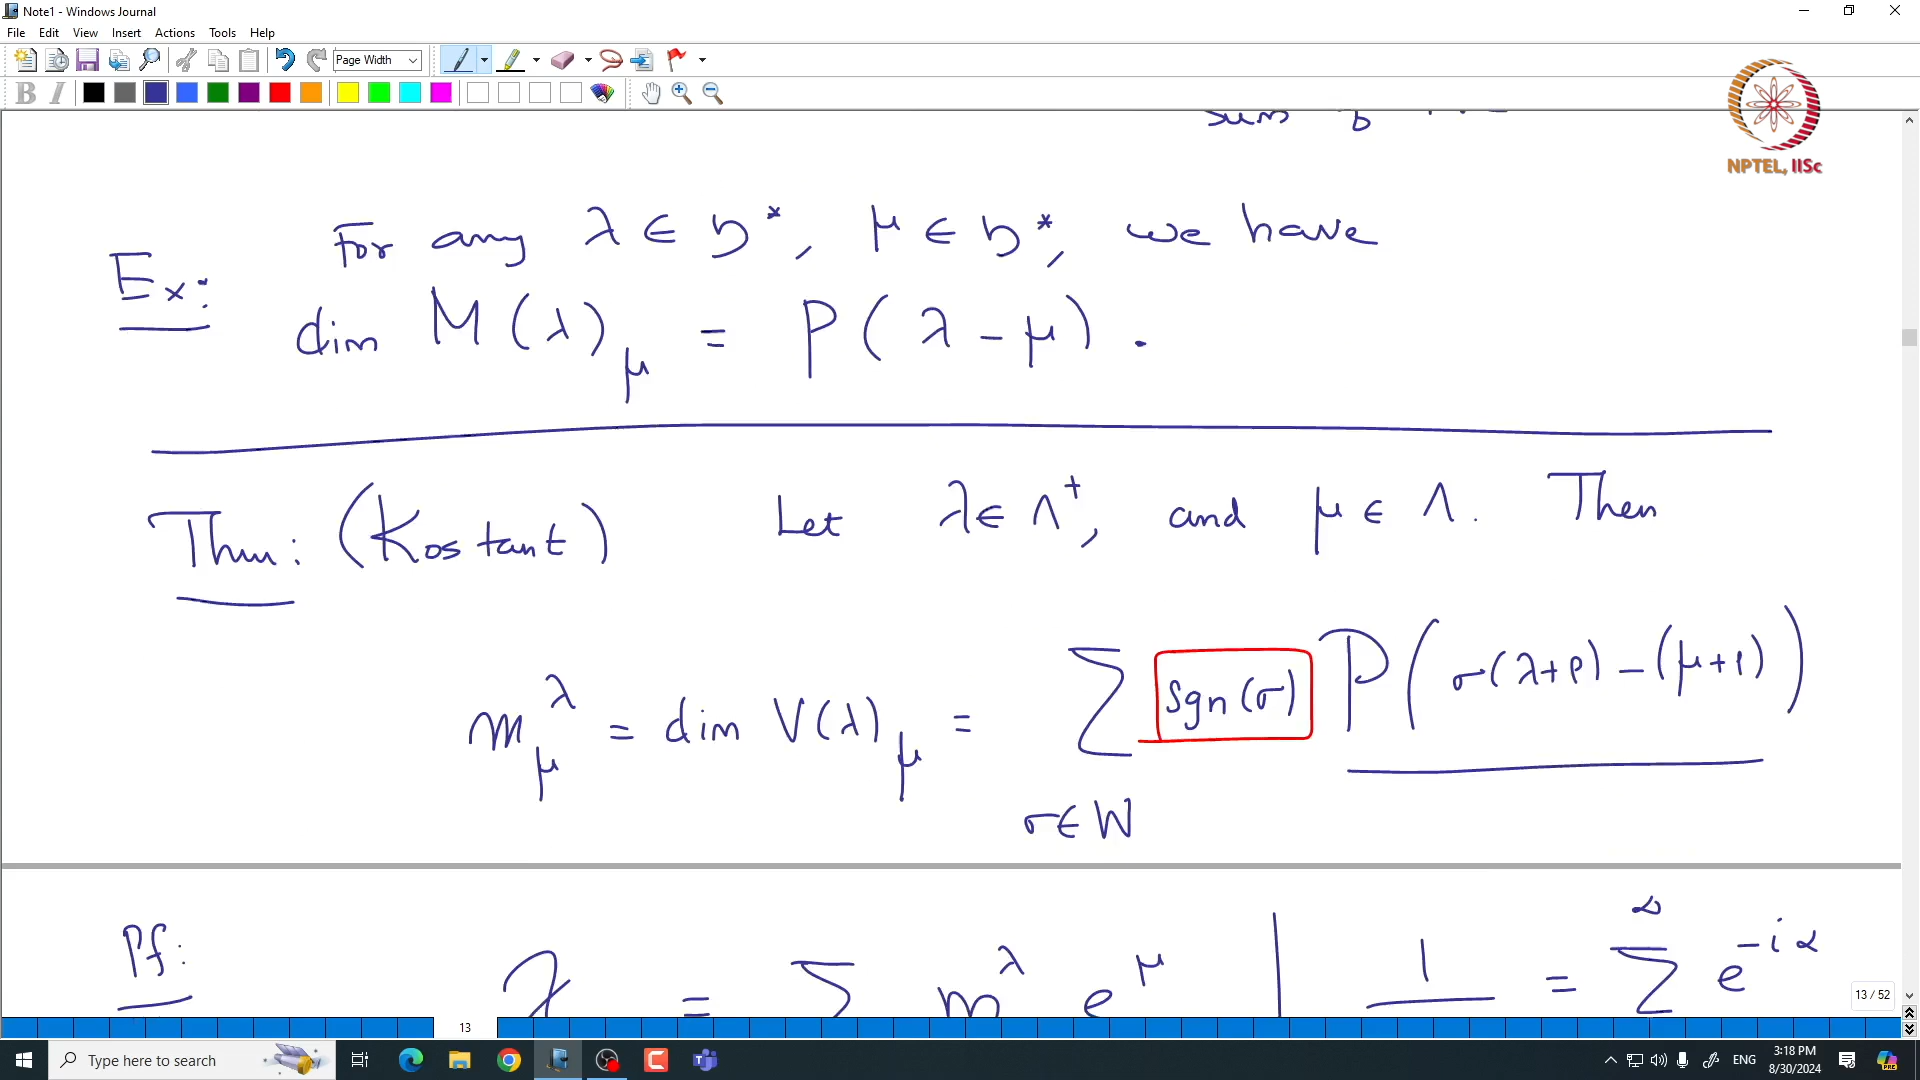 Note1 - Windows Journal
File Edit View Insert Actions Tools Help
Page Width
B I
NPTEL, IISc
sum
Ex: For any λ ∈ 𝔥*, μ ∈ 𝔥*, we have
dim M(λ)_μ = P(λ - μ).
Thm: (Kostant) Let λ ∈ Λ⁺, and μ ∈ Λ. Then
m^λ_μ = dim V(λ)_μ = Σ_{σ∈W} sgn(σ) P(σ(λ+ρ) - (μ+ρ))
Pf: χ = Σ m^λ e^μ | 1 = Σ^∞ e^{-iα}
13 / 52
13
Type here to search
ENG
3:18 PM
8/30/2024